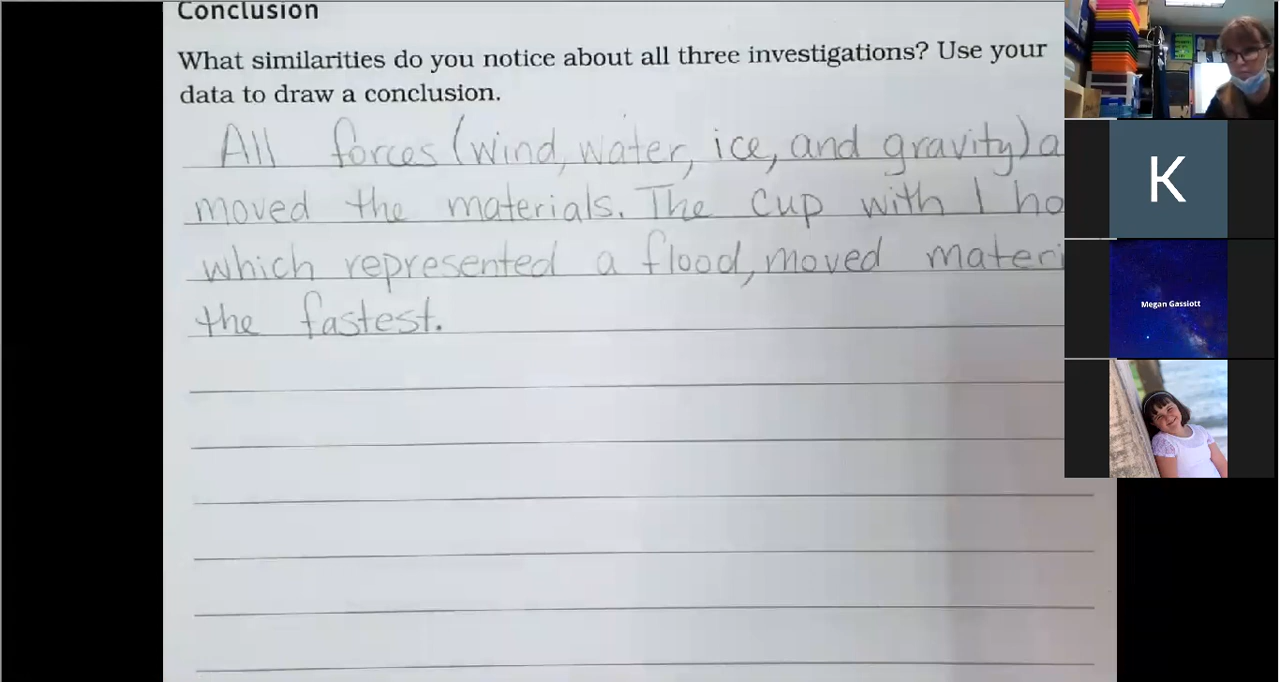 Conclusion
What similarities do you notice about all three investigations? Use your
data to draw a conclusion.
All forces (wind, water, ice, and gravity) a
moved the materials. The cup with 1 ho
which represented a flood, moved materi
the fastest.
K
Megan Gassiott